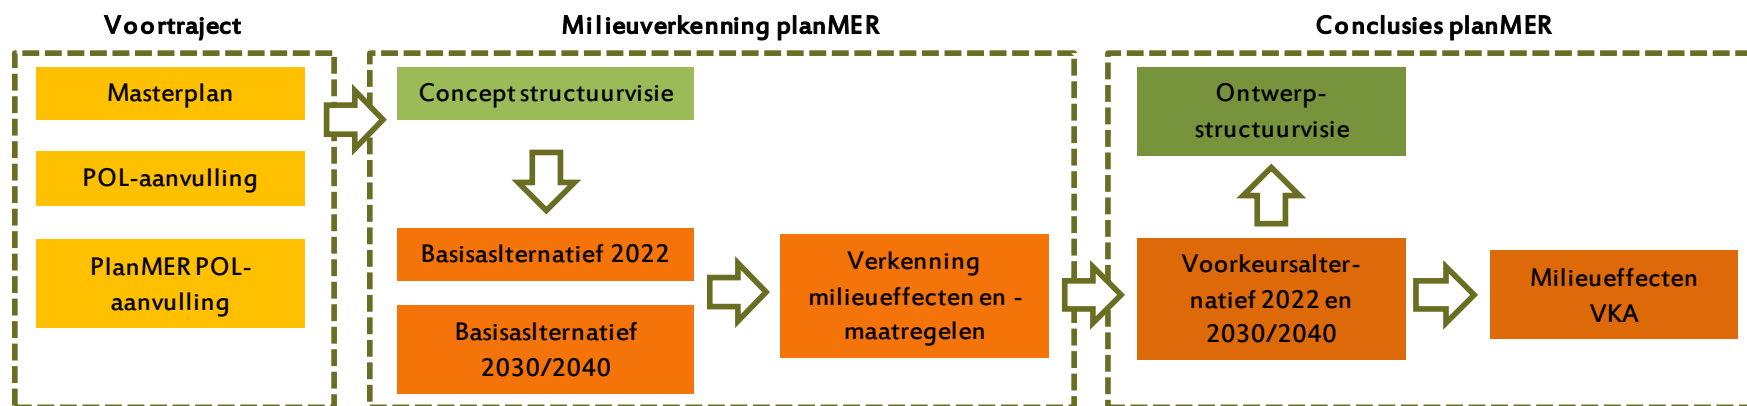 Voortraject
Masterplan
POL-aanvulling
PlanMER POL-
aanvulling
Milieuverkenning planMER
Concept structuurvisie
Basisaslternatief 2022
Basisaslternatief
2030/2040
Verkenning
milieueffecten en -
maatregelen
Conclusies planMER
Ontwerp-
structuurvisie
Voorkeursalter-
natief 2022 en
2030/2040
Milieueffecten
VKA